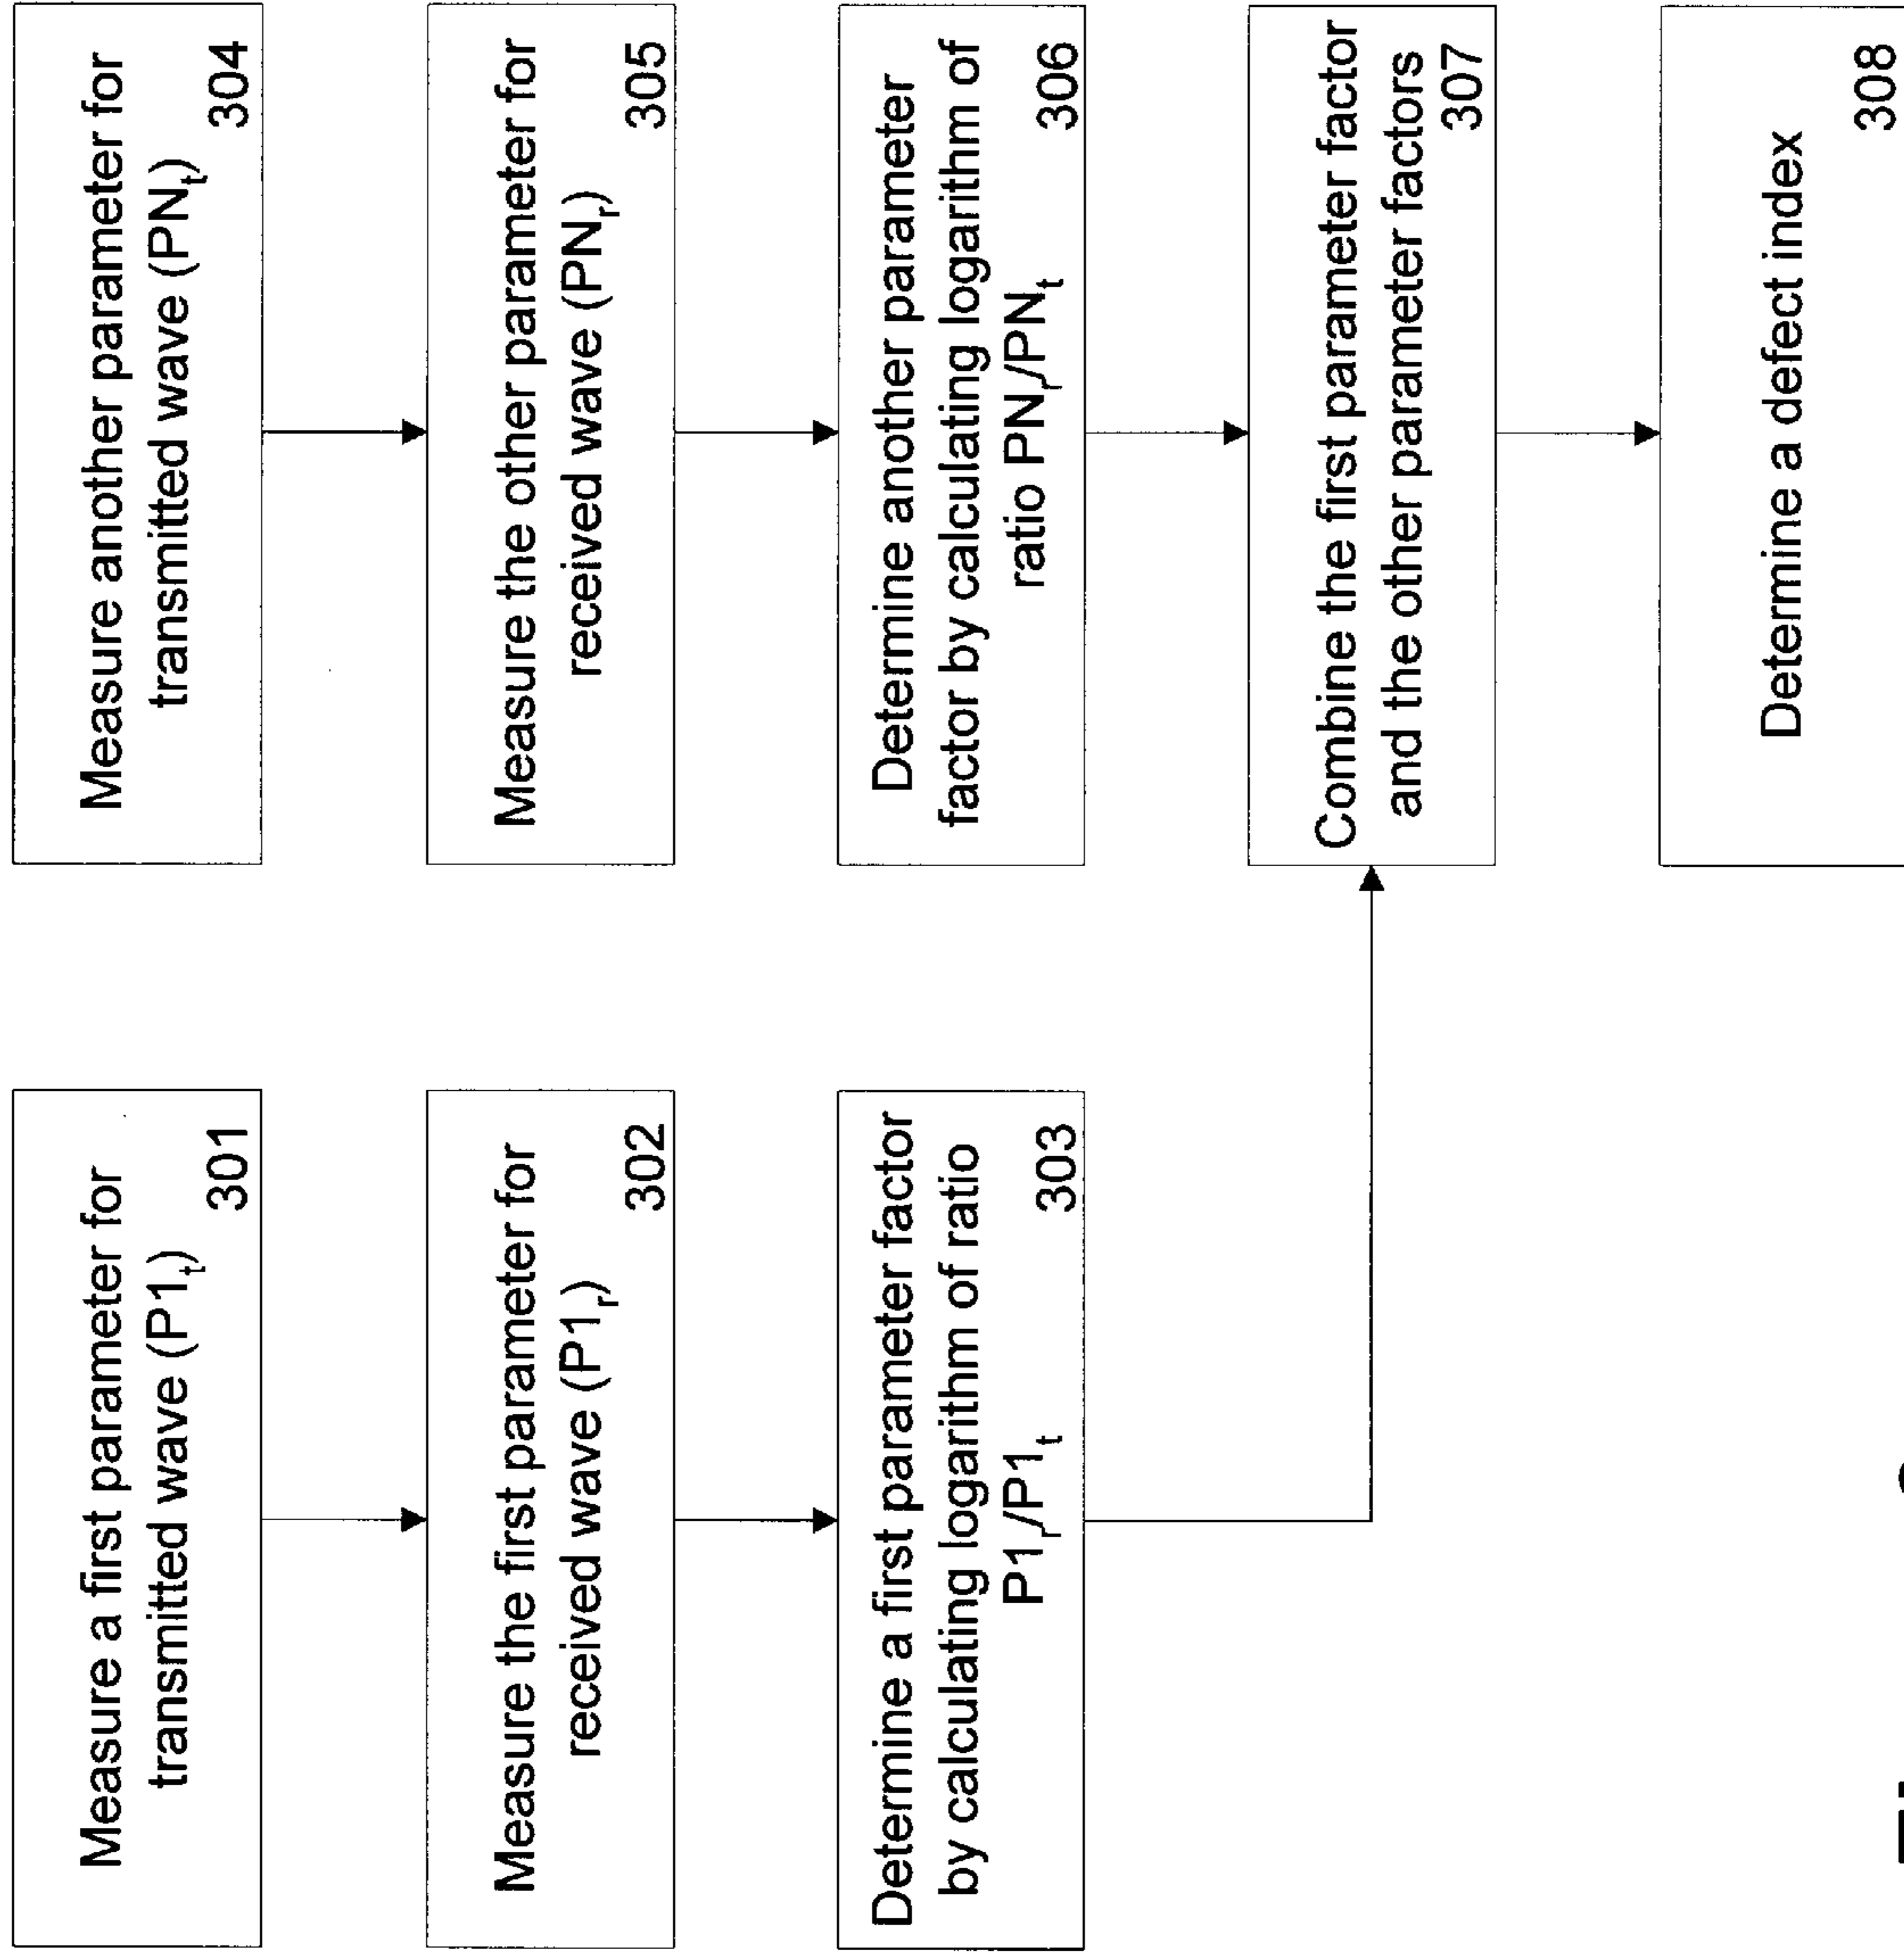 Measure a first parameter for
transmitted wave (P1t)
301
Measure the first parameter for
received wave (P1r)
302
Determine a first parameter factor
by calculating logarithm of ratio
P1r/P1t
303
Measure another parameter for
transmitted wave (PNt)
304
Measure the other parameter for
received wave (PNr)
305
Determine another parameter
factor by calculating logarithm of
ratio PNr/PNt
306
Combine the first parameter factor
and the other parameter factors
307
Determine a defect index
308